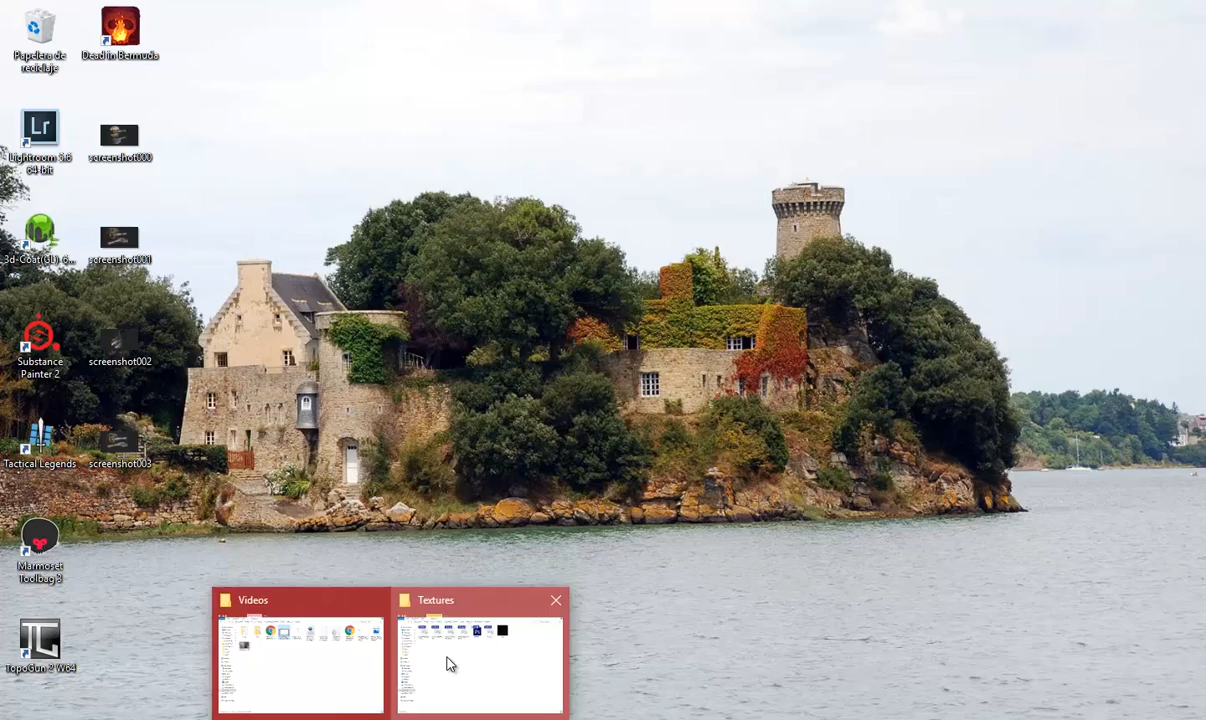 Papelera de
reciclaje
Dead in Bermuda
Lr
Lightroom 5.6
64-bit
screenshot000
3d-Coat(GL)-6...
screenshot001
Substance
Painter 2
screenshot002
Tactical Legends
screenshot003
Marmoset
Toolbag 3
TopoGun 2 W64
Videos
Textures